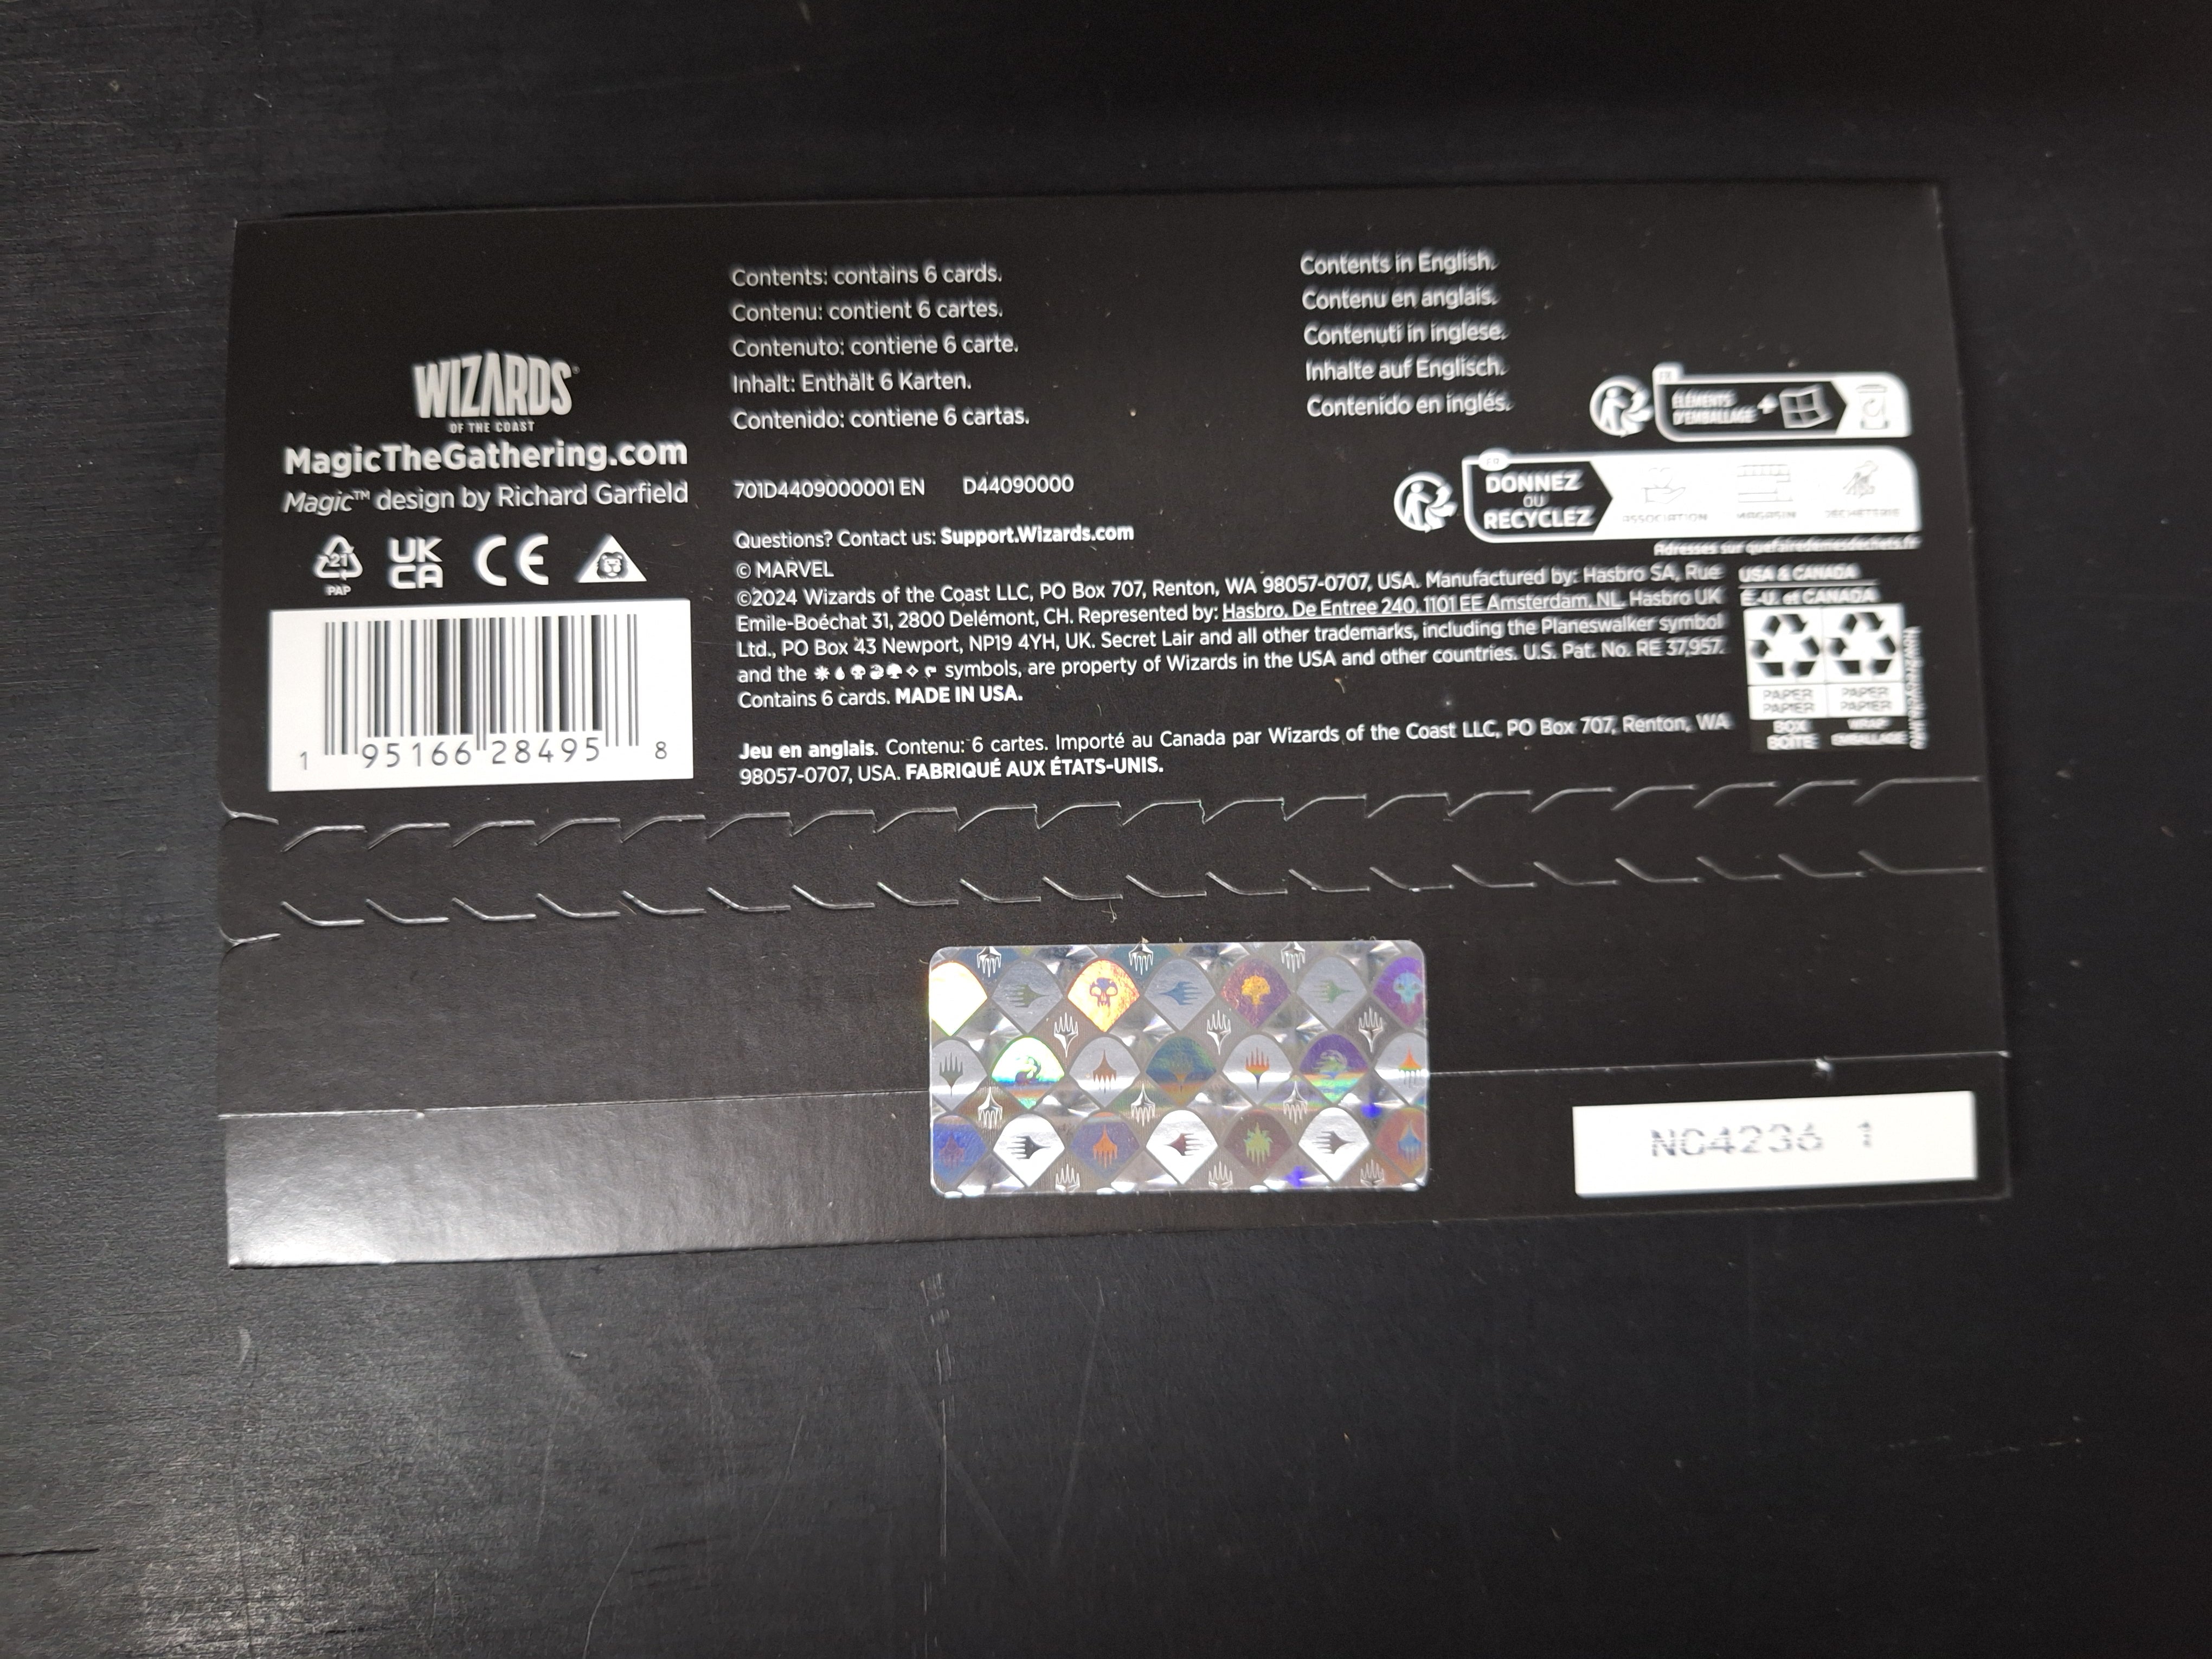 WIZARDS®
OF THE COAST
MagicTheGathering.com
Magic™ design by Richard Garfield
21
PAP
UK
CA
CE
1 95166 28495 8
Contents: contains 6 cards.
Contenu: contient 6 cartes.
Contenuto: contiene 6 carte.
Inhalt: Enthält 6 Karten.
Contenido: contiene 6 cartas.
Contents in English.
Contenu en anglais.
Contenuti in inglese.
Inhalte auf Englisch.
Contenido en inglés.
FR
ÉLÉMENTS
D'EMBALLAGE
DONNEZ
OU
RECYCLEZ
ASSOCIATION MAGASIN DÉCHÈTERIE
Adresses sur quefairedemesdechets.fr
701D4409000001 EN D44090000
Questions? Contact us: Support.Wizards.com
© MARVEL
©2024 Wizards of the Coast LLC, PO Box 707, Renton, WA 98057-0707, USA. Manufactured by: Hasbro SA, Rue
Emile-Boéchat 31, 2800 Delémont, CH. Represented by: Hasbro, De Entree 240, 1101 EE Amsterdam, NL. Hasbro UK
Ltd., PO Box 43 Newport, NP19 4YH, UK. Secret Lair and all other trademarks, including the Planeswalker symbol
and the symbols, are property of Wizards in the USA and other countries. U.S. Pat. No. RE 37,957.
Contains 6 cards. MADE IN USA.
Jeu en anglais. Contenu: 6 cartes. Importé au Canada par Wizards of the Coast LLC, PO Box 707, Renton, WA
98057-0707, USA. FABRIQUÉ AUX ÉTATS-UNIS.
USA & CANADA
É.-U. et CANADA
PAPER PAPER
PAPIER PAPIER
BOX WRAP
BOÎTE EMBALLAGE
NC4236 1